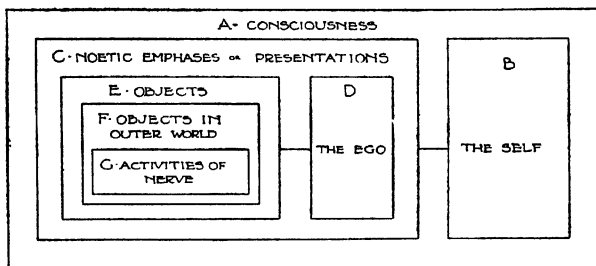 A - CONSCIOUSNESS
C - NOETIC EMPHASES OR PRESENTATIONS
B
E - OBJECTS
D
F - OBJECTS IN
OUTER WORLD
THE EGO
THE SELF
G - ACTIVITIES OF
NERVE